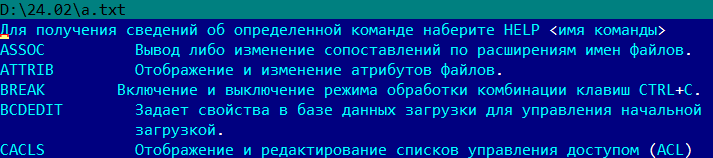 D:\24.02\a.txt
Для получения сведений об определенной команде наберите HELP <имя команды>
ASSOC Вывод либо изменение сопоставлений по расширениям имен файлов.
ATTRIB Отображение и изменение атрибутов файлов.
BREAK Включение и выключение режима обработки комбинации клавиш CTRL+C.
BCDEDIT Задает свойства в базе данных загрузки для управления начальной
загрузкой.
CACLS Отображение и редактирование списков управления доступом (ACL)